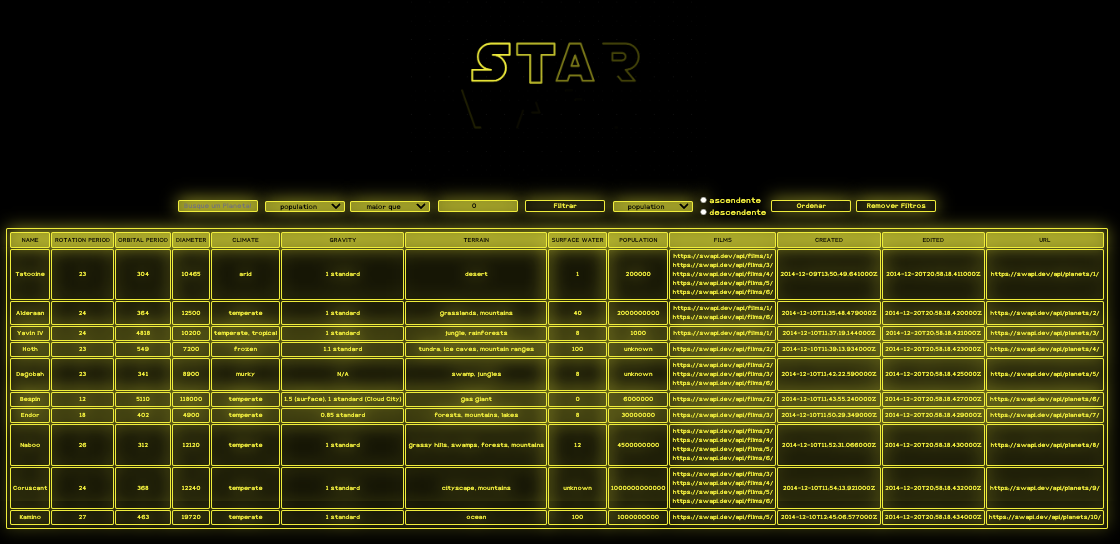 STAR
WA
Busque um Planeta!
population
maior que
0
Filtrar
population
ascendente
descendente
Ordenar
Remover Filtros
NAME ROTATION PERIOD ORBITAL PERIOD DIAMETER CLIMATE GRAVITY TERRAIN SURFACE WATER POPULATION FILMS CREATED EDITED URL
Tatooine 23 304 10465 arid 1 standard desert 1 200000 https://swapi.dev/api/films/1/ https://swapi.dev/api/films/3/ https://swapi.dev/api/films/4/ https://swapi.dev/api/films/5/ https://swapi.dev/api/films/6/ 2014-12-09T13:50:49.641000Z 2014-12-20T20:58:18.411000Z https://swapi.dev/api/planets/1/
Alderaan 24 364 12500 temperate 1 standard grasslands, mountains 40 2000000000 https://swapi.dev/api/films/1/ https://swapi.dev/api/films/6/ 2014-12-10T11:35:48.479000Z 2014-12-20T20:58:18.420000Z https://swapi.dev/api/planets/2/
Yavin IV 24 4818 10200 temperate, tropical 1 standard jungle, rainforests 8 1000 https://swapi.dev/api/films/1/ 2014-12-10T11:37:19.144000Z 2014-12-20T20:58:18.421000Z https://swapi.dev/api/planets/3/
Hoth 23 549 7200 frozen 1.1 standard tundra, ice caves, mountain ranges 100 unknown https://swapi.dev/api/films/2/ 2014-12-10T11:39:13.934000Z 2014-12-20T20:58:18.423000Z https://swapi.dev/api/planets/4/
Dagobah 23 341 8900 murky N/A swamp, jungles 8 unknown https://swapi.dev/api/films/2/ https://swapi.dev/api/films/3/ https://swapi.dev/api/films/6/ 2014-12-10T11:42:22.590000Z 2014-12-20T20:58:18.425000Z https://swapi.dev/api/planets/5/
Bespin 12 5110 118000 temperate 1.5 (surface), 1 standard (Cloud City) gas giant 0 6000000 https://swapi.dev/api/films/2/ 2014-12-10T11:43:55.240000Z 2014-12-20T20:58:18.427000Z https://swapi.dev/api/planets/6/
Endor 18 402 4900 temperate 0.85 standard forests, mountains, lakes 8 30000000 https://swapi.dev/api/films/3/ 2014-12-10T11:50:29.349000Z 2014-12-20T20:58:18.429000Z https://swapi.dev/api/planets/7/
Naboo 26 312 12120 temperate 1 standard grassy hills, swamps, forests, mountains 12 4500000000 https://swapi.dev/api/films/3/ https://swapi.dev/api/films/4/ https://swapi.dev/api/films/5/ https://swapi.dev/api/films/6/ 2014-12-10T11:52:31.066000Z 2014-12-20T20:58:18.430000Z https://swapi.dev/api/planets/8/
Coruscant 24 368 12240 temperate 1 standard cityscape, mountains unknown 1000000000000 https://swapi.dev/api/films/3/ https://swapi.dev/api/films/4/ https://swapi.dev/api/films/5/ https://swapi.dev/api/films/6/ 2014-12-10T11:54:13.921000Z 2014-12-20T20:58:18.432000Z https://swapi.dev/api/planets/9/
Kamino 27 463 19720 temperate 1 standard ocean 100 1000000000 https://swapi.dev/api/films/5/ 2014-12-10T12:45:06.577000Z 2014-12-20T20:58:18.434000Z https://swapi.dev/api/planets/10/